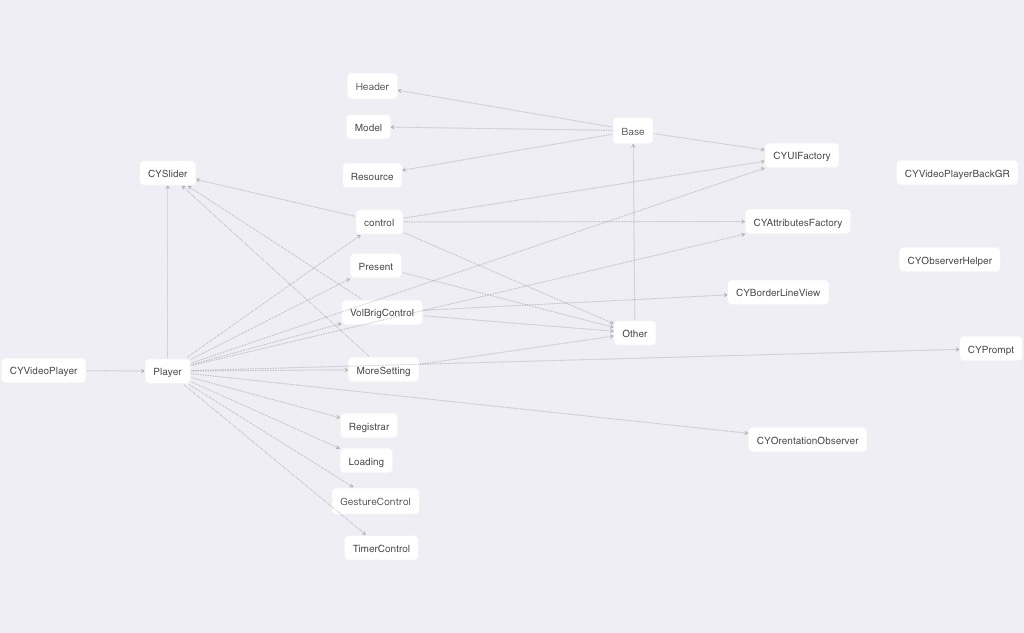 Header
Model
Base
CYUIFactory
CYSlider
Resource
CYVideoPlayerBackGR
control
CYAttributesFactory
Present
CYObserverHelper
VolBrigControl
CYBorderLineView
Other
CYPrompt
CYVideoPlayer
Player
MoreSetting
Registrar
CYOrentationObserver
Loading
GestureControl
TimerControl